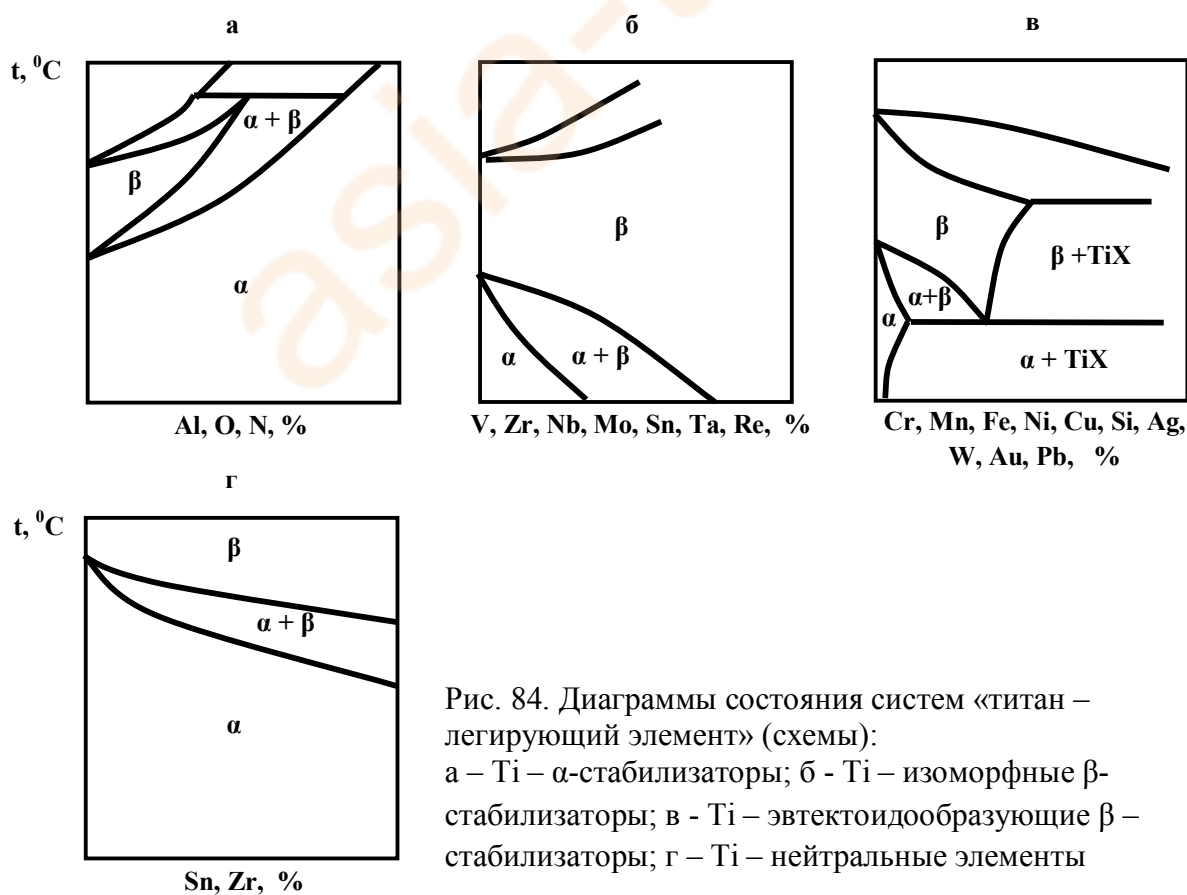 а
б
в
t, ⁰C
α + β
β
α
Al, O, N, %
β
α
α + β
V, Zr, Nb, Mo, Sn, Ta, Re, %
β
β +TiX
α+β
α
α + TiX
Cr, Mn, Fe, Ni, Cu, Si, Ag,
W, Au, Pb, %
г
t, ⁰C
β
α + β
α
Sn, Zr, %
Рис. 84. Диаграммы состояния систем «титан –
легирующий элемент» (схемы):
а – Ti – α-стабилизаторы; б - Ti – изоморфные β-
стабилизаторы; в - Ti – эвтектоидообразующие β –
стабилизаторы; г – Ti – нейтральные элементы
asia-